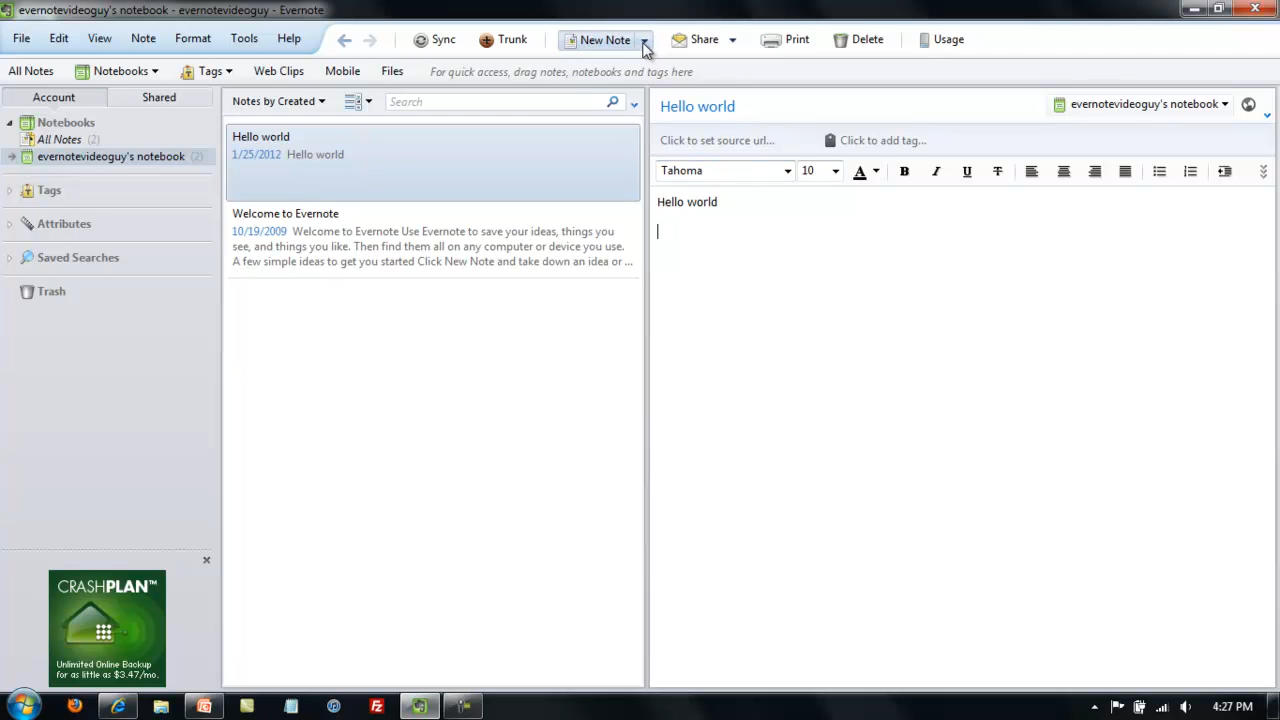 evernotevideoguy's notebook - evernotevideoguy - Evernote
File Edit View Note Format Tools Help Sync Trunk New Note Share Print Delete Usage
All Notes Notebooks Tags Web Clips Mobile Files For quick access, drag notes, notebooks and tags here
Account Shared
Notebooks
All Notes (2)
evernotevideoguy's notebook (2)
Tags
Attributes
Saved Searches
Trash
CRASHPLAN™
Unlimited Online Backup
for as little as $3.47/mo.
Notes by Created Search
Hello world
1/25/2012 Hello world
Welcome to Evernote
10/19/2009 Welcome to Evernote Use Evernote to save your ideas, things you
see, and things you like. Then find them all on any computer or device you use.
A few simple ideas to get you started Click New Note and take down an idea or ...
Hello world evernotevideoguy's notebook
Click to set source url... Click to add tag...
Tahoma 10 A B I U T
Hello world
4:27 PM